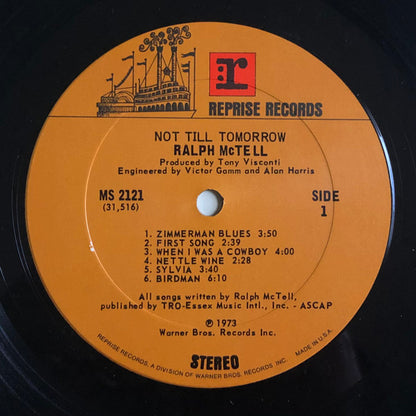 r
REPRISE RECORDS
NOT TILL TOMORROW
RALPH McTELL
Produced by Tony Visconti
Engineered by Victor Gamm and Alan Harris
MS 2121
(31,516)
SIDE
1
1. ZIMMERMAN BLUES 3:50
2. FIRST SONG 2:39
3. WHEN I WAS A COWBOY 4:00
4. NETTLE WINE 2:28
5. SYLVIA 3:40
6. BIRDMAN 6:10
All songs written by Ralph McTell,
published by TRO-Essex Music Intl., Inc. - ASCAP
℗ 1973
Warner Bros. Records Inc.
STEREO
REPRISE RECORDS, A DIVISION OF WARNER BROS. RECORDS INC.
MADE IN U.S.A.